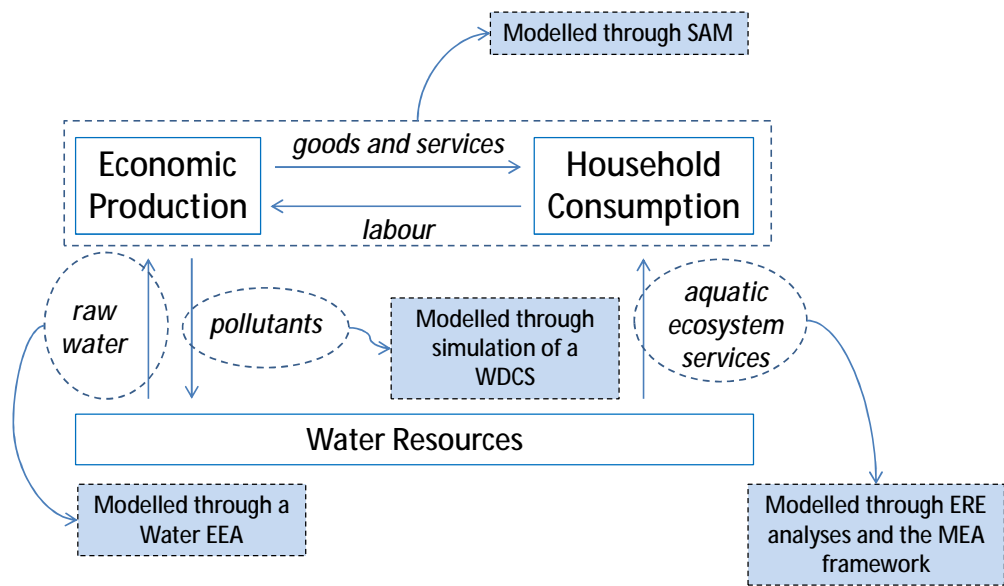 Modelled through SAM
Economic
Production
goods and services
labour
Household
Consumption
raw
water
pollutants
Modelled through
simulation of a
WDCS
aquatic
ecosystem
services
Water Resources
Modelled through a
Water EEA
Modelled through ERE
analyses and the MEA
framework